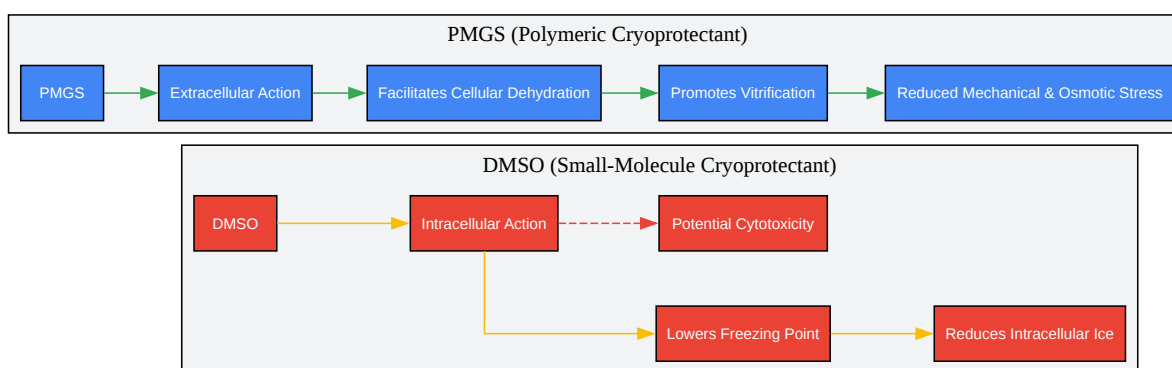 PMGS (Polymeric Cryoprotectant)
PMGS
Extracellular Action
Facilitates Cellular Dehydration
Promotes Vitrification
Reduced Mechanical & Osmotic Stress
DMSO (Small-Molecule Cryoprotectant)
DMSO
Intracellular Action
Potential Cytotoxicity
Lowers Freezing Point
Reduces Intracellular Ice